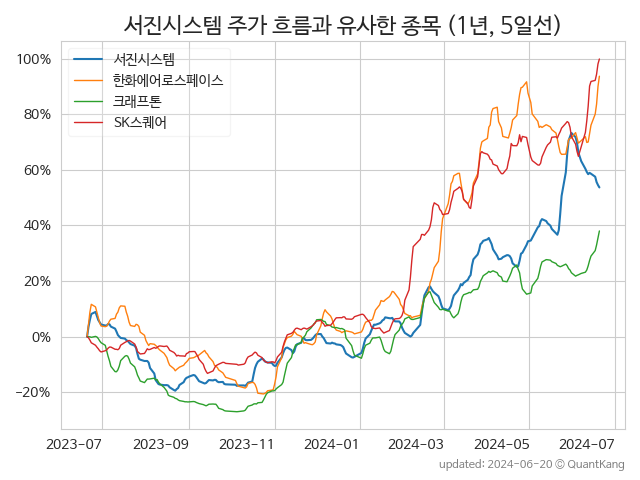 서진시스템 주가 흐름과 유사한 종목 (1년, 5일선)
서진시스템
한화에어로스페이스
크래프톤
SK스퀘어
100%
80%
60%
40%
20%
0%
−20%
2023-07 2023-09 2023-11 2024-01 2024-03 2024-05 2024-07
updated: 2024-06-20 © QuantKang